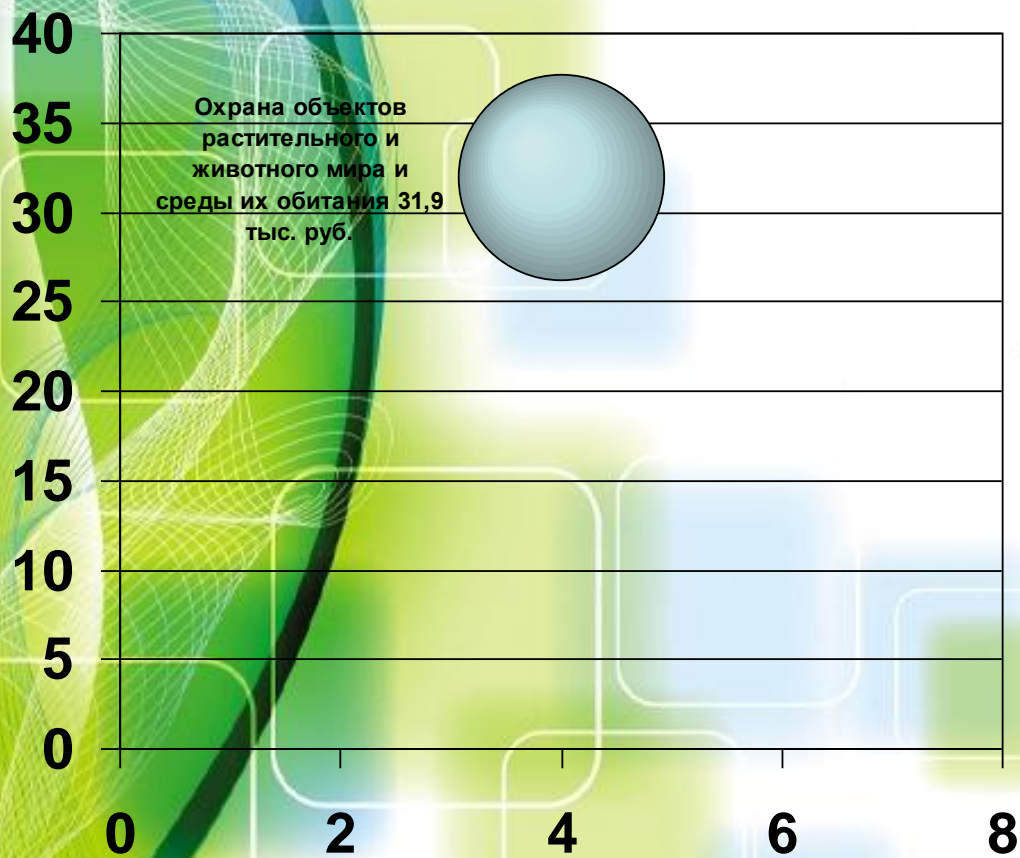 40
35
30
25
20
15
10
5
0
Охрана объектов
растительного и
животного мира и
среды их обитания 31,9
тыс. руб.
0 2 4 6 8